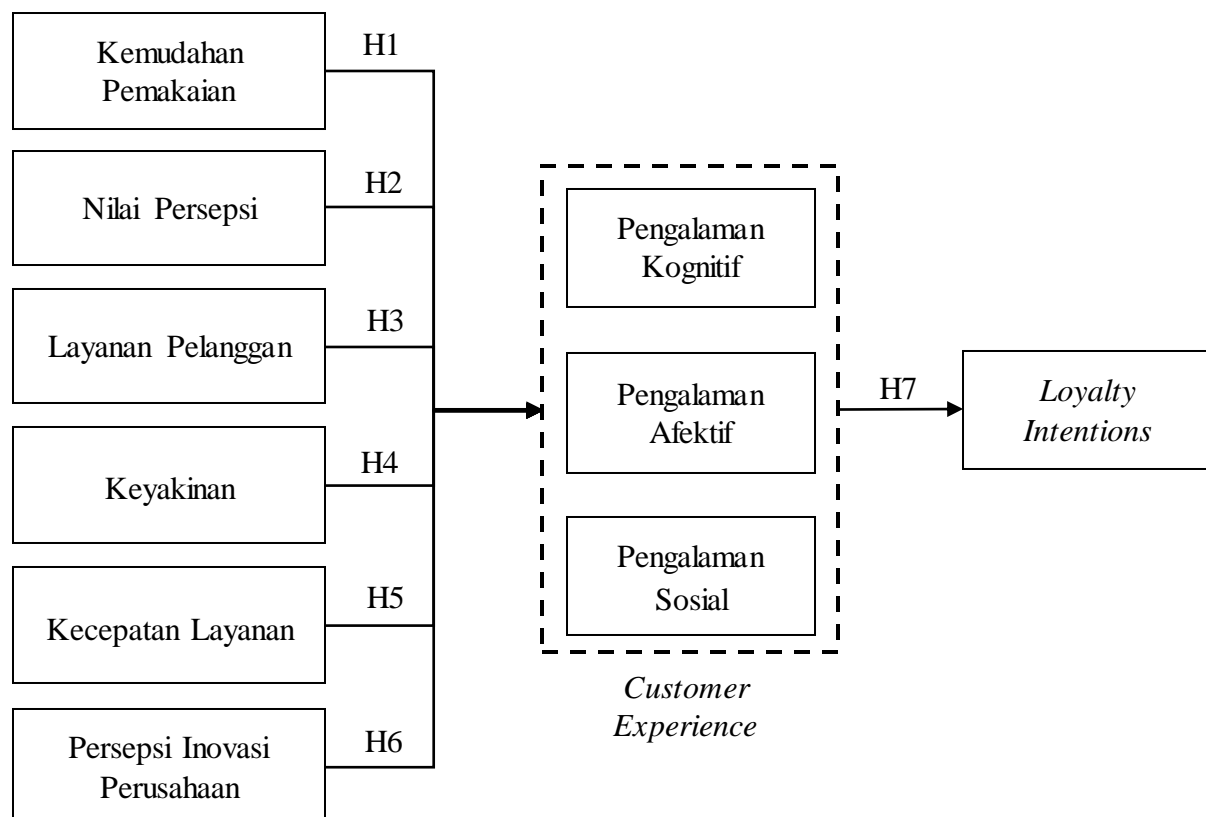 Kemudahan
Pemakaian
H1
Nilai Persepsi
H2
Layanan Pelanggan
H3
Keyakinan
H4
Kecepatan Layanan
H5
Persepsi Inovasi
Perusahaan
H6
Pengalaman
Kognitif
Pengalaman
Afektif
Pengalaman
Sosial
Customer
Experience
H7
Loyalty
Intentions